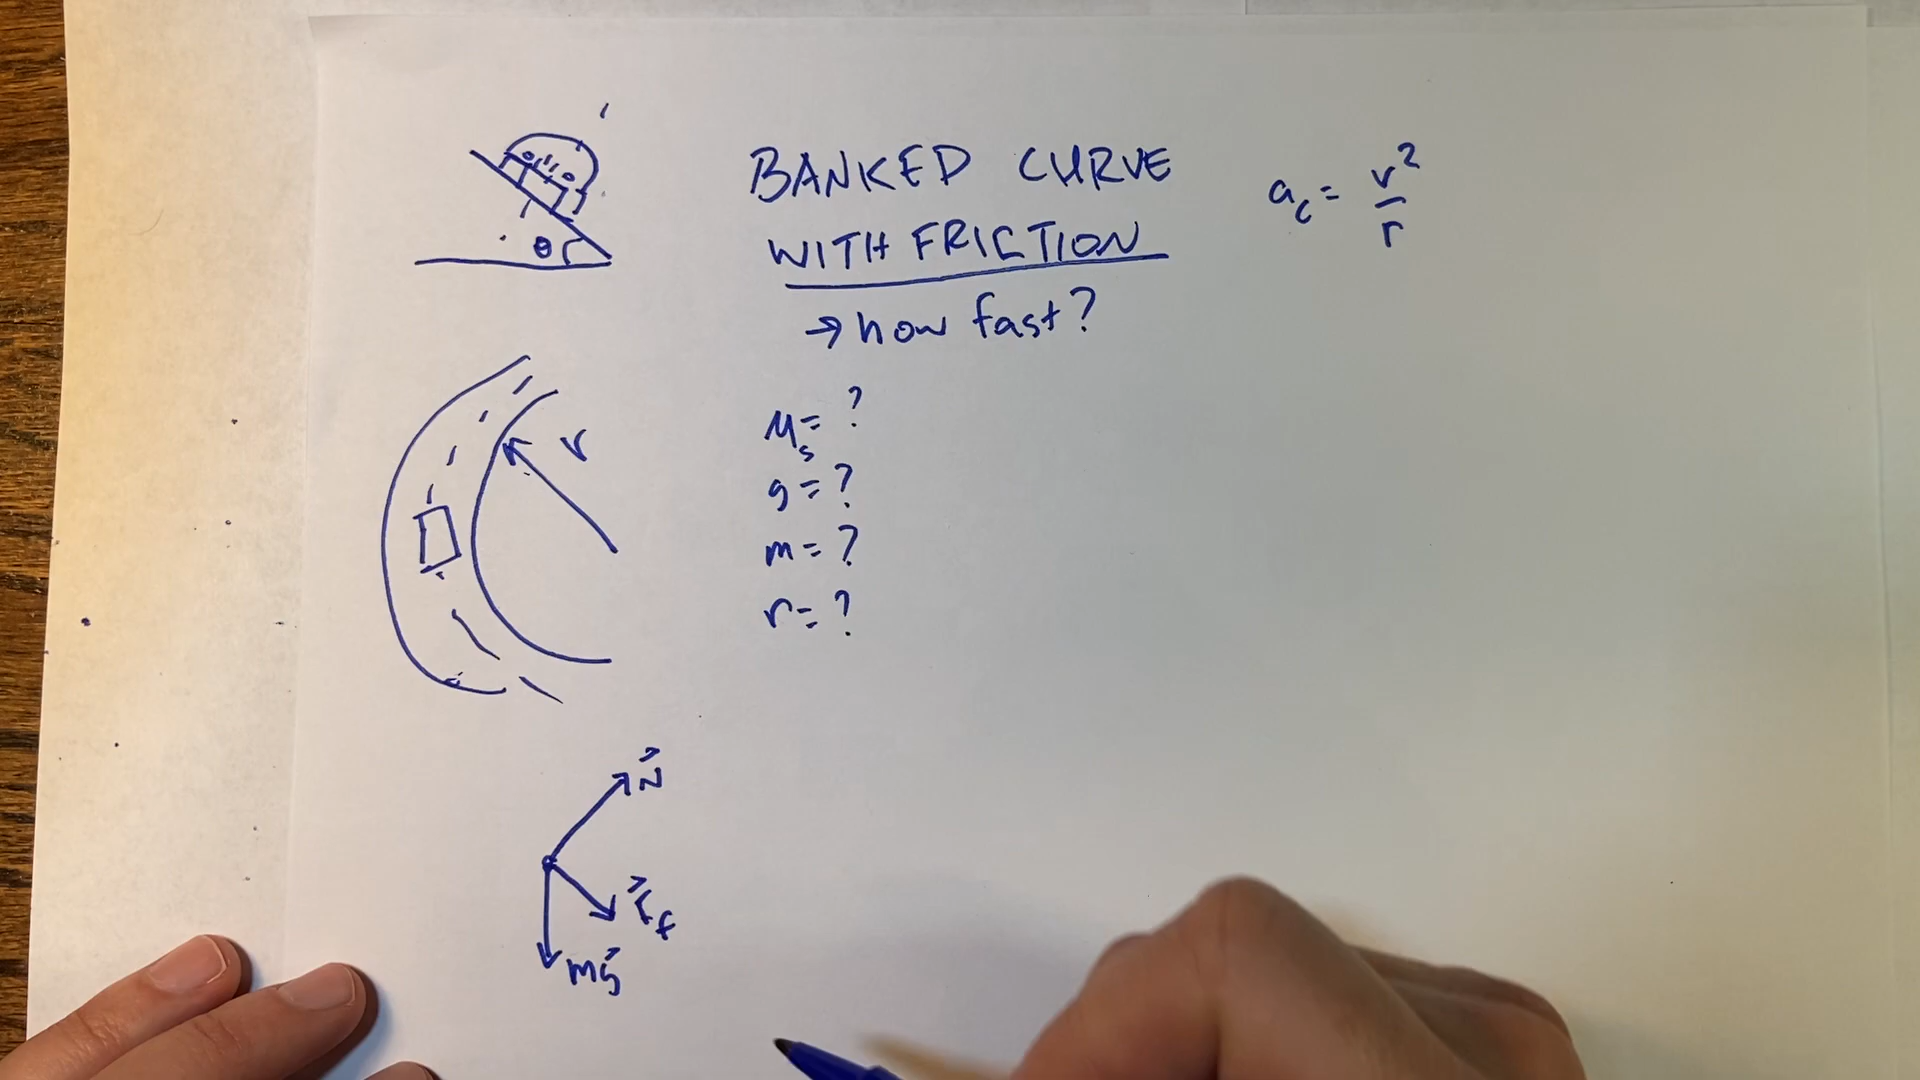 BANKED CURVE
WITH FRICTION
→ how fast?
a_c = v²/r
θ
r
μ_s = ?
g = ?
m = ?
r = ?
N⃗
F⃗_f
mg⃗